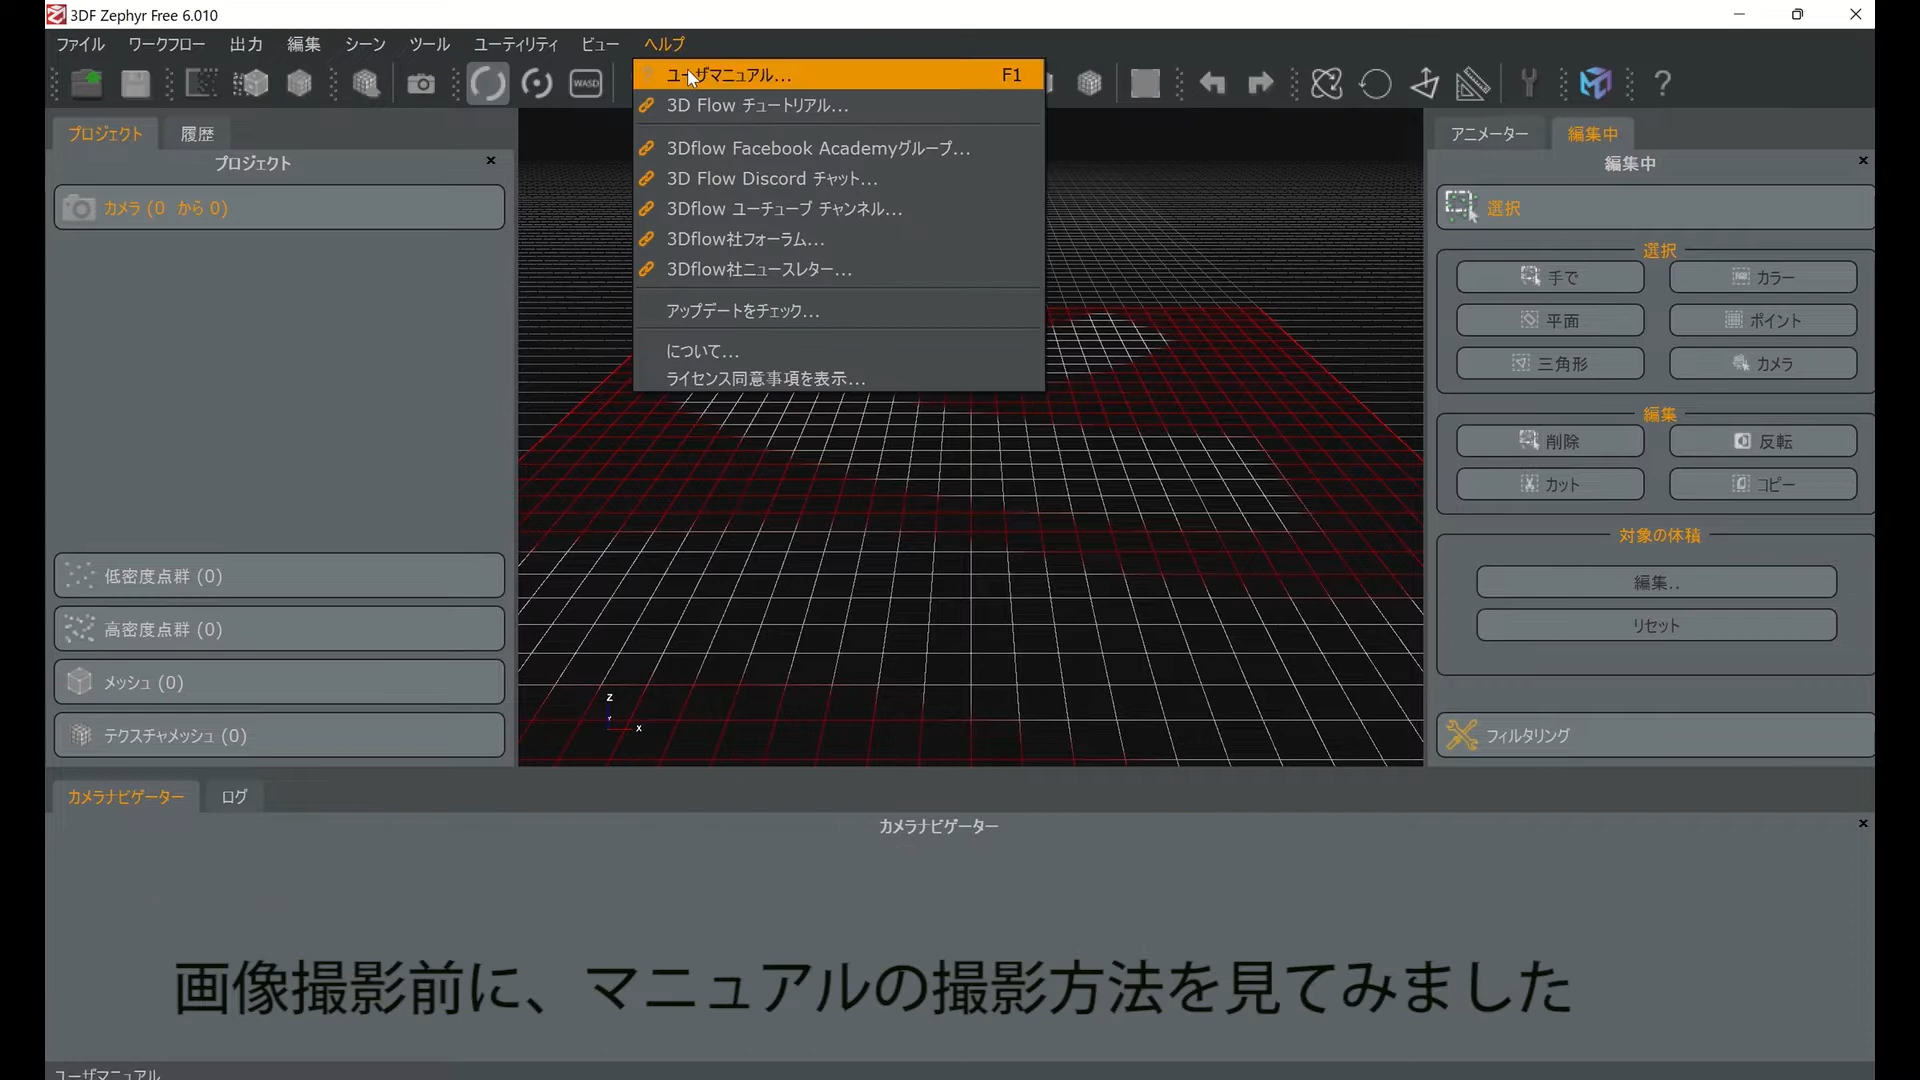 3DF Zephyr Free 6.010
ファイル ワークフロー 出力 編集 シーン ツール ユーティリティ ビュー ヘルプ
WASD
ユーザマニュアル... F1
3D Flow チュートリアル...
3Dflow Facebook Academyグループ...
3D Flow Discord チャット...
3Dflow ユーチューブ チャンネル...
3Dflow社フォーラム...
3Dflow社ニュースレター...
アップデートをチェック...
について...
ライセンス同意事項を表示...
プロジェクト 履歴
プロジェクト
カメラ (0 から 0)
低密度点群 (0)
高密度点群 (0)
メッシュ (0)
テクスチャメッシュ (0)
Z
Y
X
アニメーター 編集中
編集中
選択
選択
手で カラー
平面 ポイント
三角形 カメラ
編集
削除 反転
カット コピー
対象の体積
編集..
リセット
フィルタリング
カメラナビゲーター ログ
カメラナビゲーター
画像撮影前に、マニュアルの撮影方法を見てみました
ユーザマニュアル